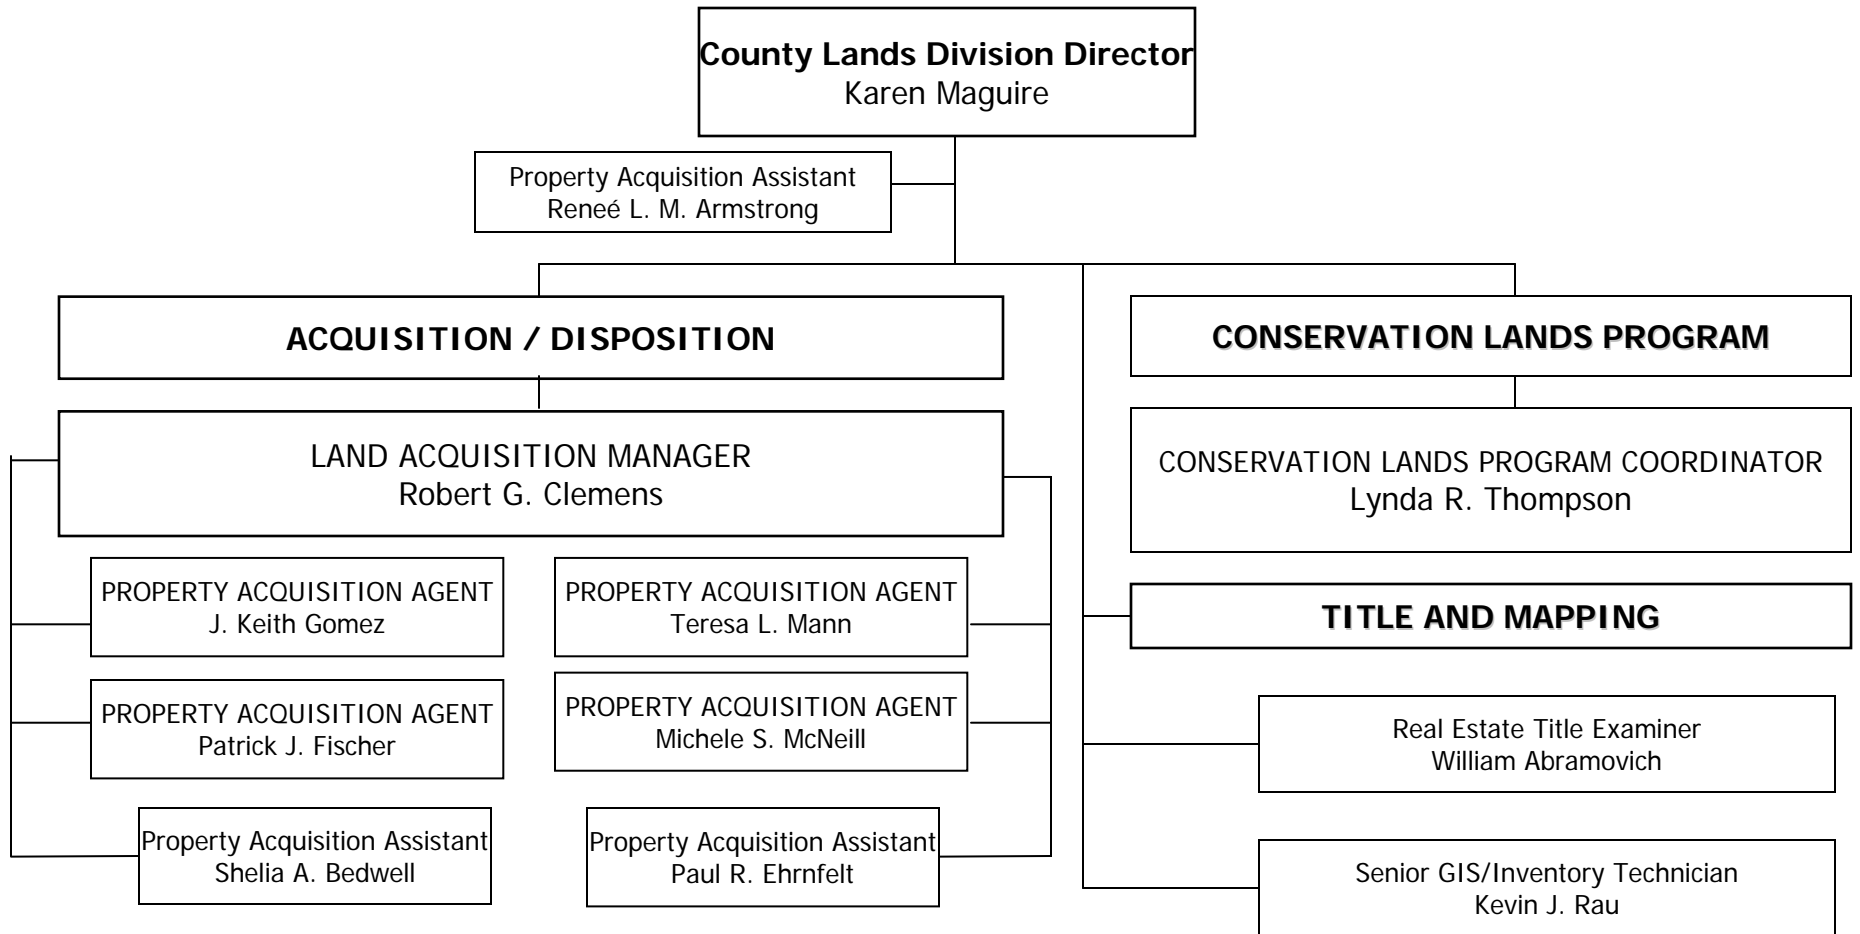 County Lands Division Director
Karen Maguire
Property Acquisition Assistant
Reneé L. M. Armstrong
ACQUISITION / DISPOSITION
LAND ACQUISITION MANAGER
Robert G. Clemens
PROPERTY ACQUISITION AGENT
J. Keith Gomez
PROPERTY ACQUISITION AGENT
Teresa L. Mann
PROPERTY ACQUISITION AGENT
Patrick J. Fischer
PROPERTY ACQUISITION AGENT
Michele S. McNeill
Property Acquisition Assistant
Shelia A. Bedwell
Property Acquisition Assistant
Paul R. Ehrnfelt
CONSERVATION LANDS PROGRAM
CONSERVATION LANDS PROGRAM COORDINATOR
Lynda R. Thompson
TITLE AND MAPPING
Real Estate Title Examiner
William Abramovich
Senior GIS/Inventory Technician
Kevin J. Rau